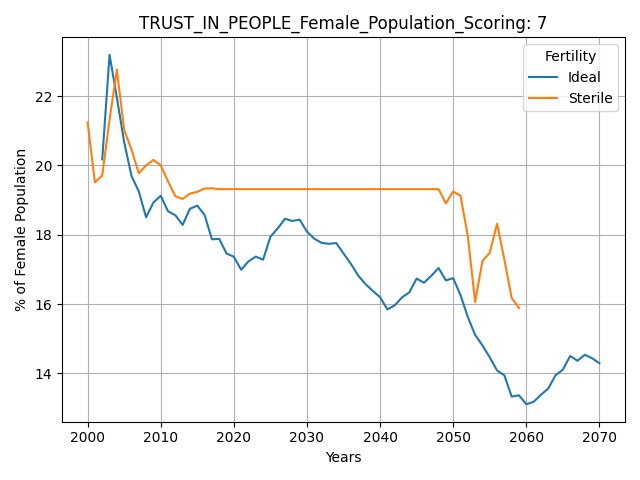 TRUST_IN_PEOPLE_Female_Population_Scoring: 7
Fertility
Ideal
Sterile
% of Female Population
22
20
18
16
14
2000 2010 2020 2030 2040 2050 2060 2070
Years